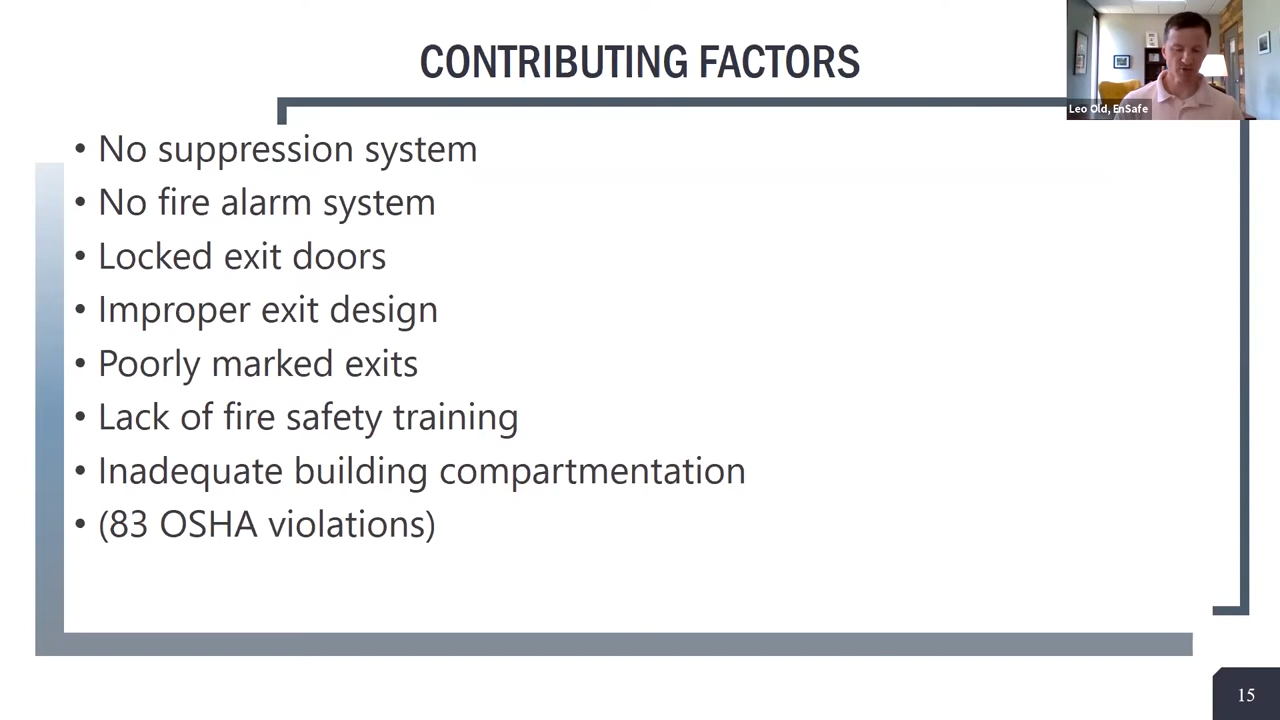 CONTRIBUTING FACTORS
Leo Old, EnSafe
• No suppression system
• No fire alarm system
• Locked exit doors
• Improper exit design
• Poorly marked exits
• Lack of fire safety training
• Inadequate building compartmentation
• (83 OSHA violations)
15